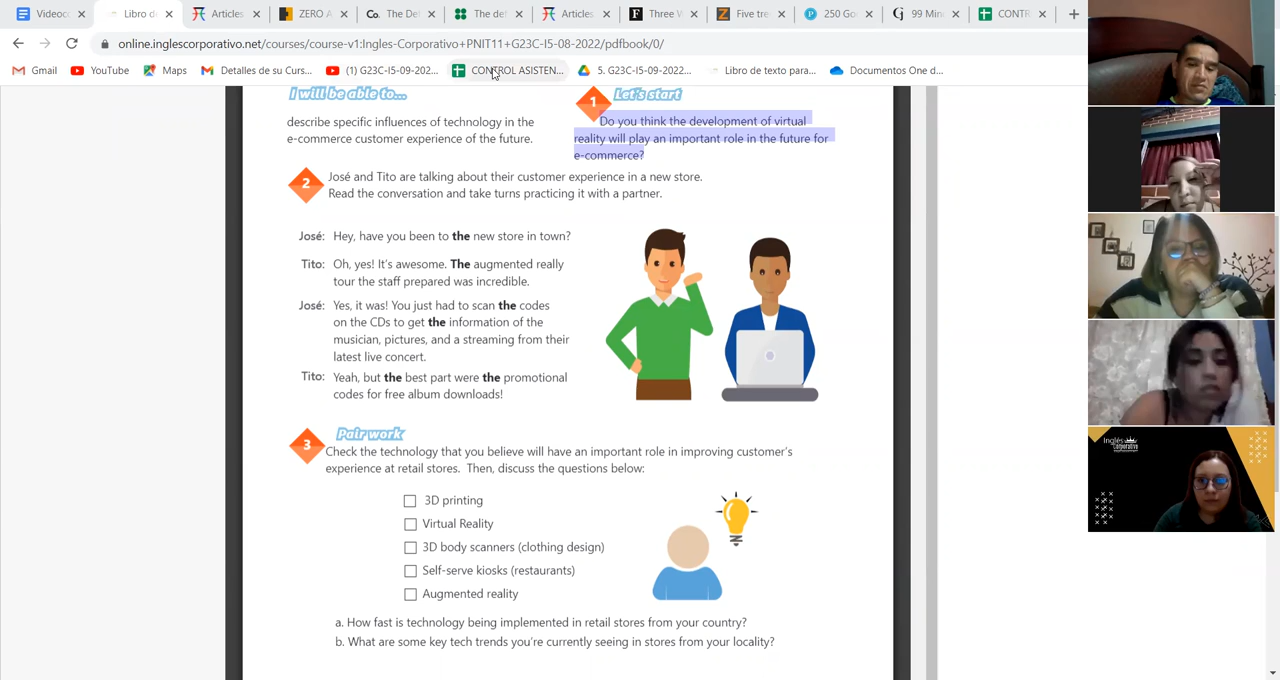 Videocc
Libro de
Articles
ZERO A
Co. The De
The de
Articles
Three W
Five tre
250 Go
99 Min
CONTR
online.inglescorporativo.net/courses/course-v1:Ingles-Corporativo+PNIT11+G23C-I5-08-2022/pdfbook/0/
Gmail
YouTube
Maps
Detalles de su Curs...
(1) G23C-I5-09-202...
CONTROL ASISTEN...
5. G23C-I5-09-2022...
Libro de texto para...
Documentos One d...
I will be able to...
describe specific influences of technology in the
e-commerce customer experience of the future.
1 Let's start
Do you think the development of virtual
reality will play an important role in the future for
e-commerce?
2 José and Tito are talking about their customer experience in a new store.
Read the conversation and take turns practicing it with a partner.
José: Hey, have you been to the new store in town?
Tito: Oh, yes! It's awesome. The augmented really
tour the staff prepared was incredible.
José: Yes, it was! You just had to scan the codes
on the CDs to get the information of the
musician, pictures, and a streaming from their
latest live concert.
Tito: Yeah, but the best part were the promotional
codes for free album downloads!
3 Pair work
Check the technology that you believe will have an important role in improving customer's
experience at retail stores. Then, discuss the questions below:
3D printing
Virtual Reality
3D body scanners (clothing design)
Self-serve kiosks (restaurants)
Augmented reality
a. How fast is technology being implemented in retail stores from your country?
b. What are some key tech trends you're currently seeing in stores from your locality?
Inglés
Corporativo